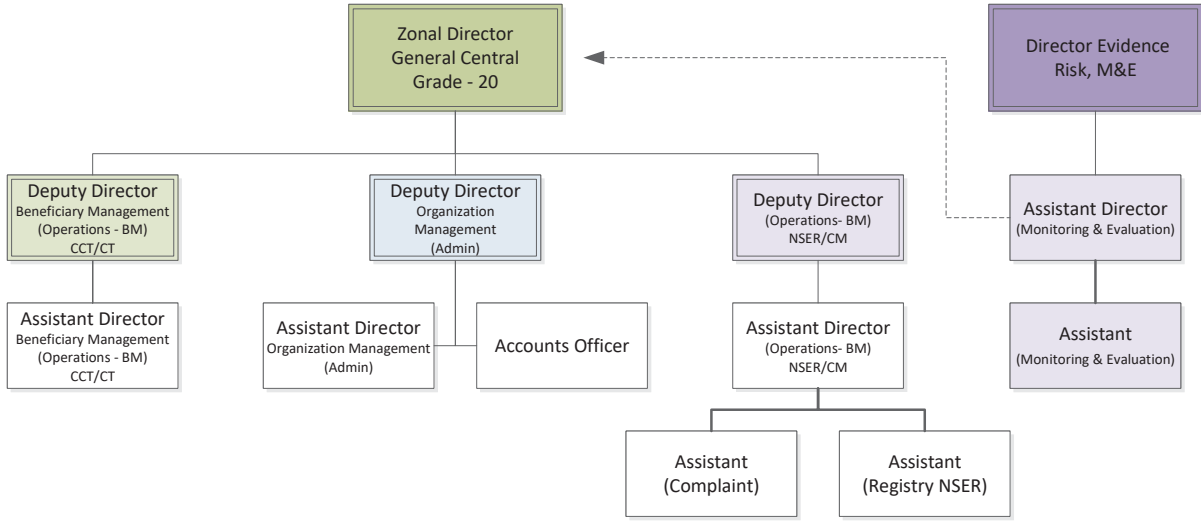 Zonal Director
General Central
Grade - 20
Director Evidence
Risk, M&E
Deputy Director
Beneficiary Management
(Operations - BM)
CCT/CT
Deputy Director
Organization
Management
(Admin)
Deputy Director
(Operations- BM)
NSER/CM
Assistant Director
(Monitoring & Evaluation)
Assistant Director
Beneficiary Management
(Operations - BM)
CCT/CT
Assistant Director
Organization Management
(Admin)
Accounts Officer
Assistant Director
(Operations- BM)
NSER/CM
Assistant
(Monitoring & Evaluation)
Assistant
(Complaint)
Assistant
(Registry NSER)